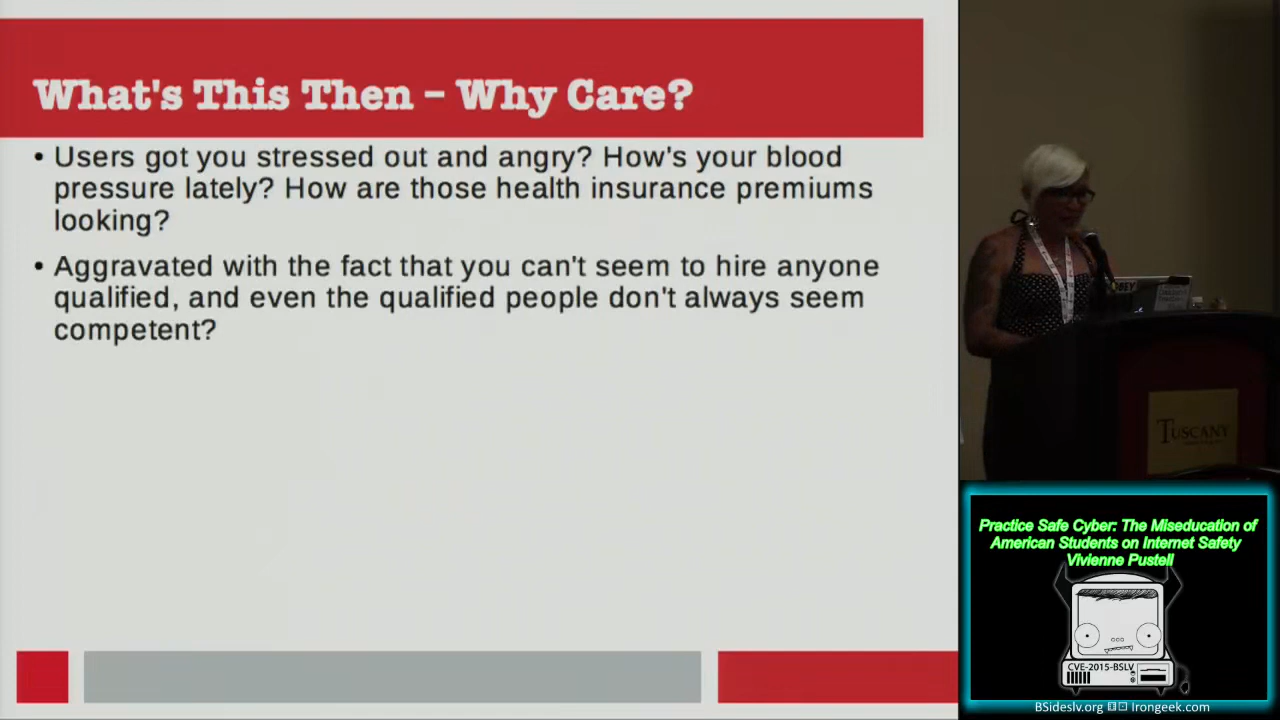 What's This Then – Why Care?
• Users got you stressed out and angry? How's your blood
pressure lately? How are those health insurance premiums
looking?
• Aggravated with the fact that you can't seem to hire anyone
qualified, and even the qualified people don't always seem
competent?
TUSCANY
Practice Safe Cyber: The Miseducation of
American Students on Internet Safety
Vivienne Pustell
CVE-2015-BSLV
BSideslv.org
Irongeek.com